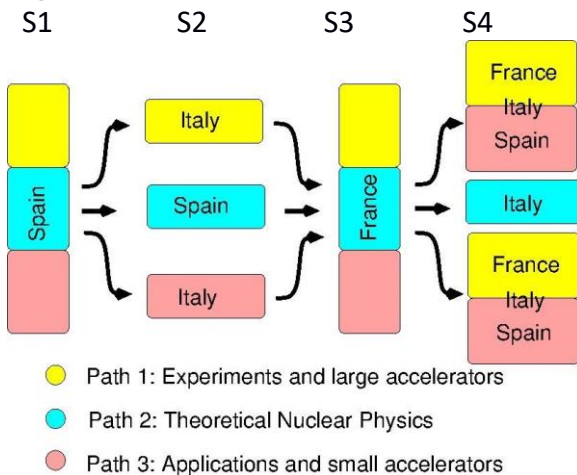 S1 S2 S3 S4
France
Italy
Italy
Spain
Spain
Spain
France
Italy
France
Italy
Italy
Spain
Path 1: Experiments and large accelerators
Path 2: Theoretical Nuclear Physics
Path 3: Applications and small accelerators